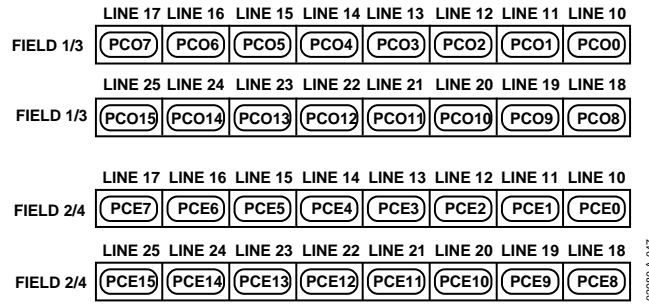 LINE 17 LINE 16 LINE 15 LINE 14 LINE 13 LINE 12 LINE 11 LINE 10
FIELD 1/3 PCO7 PCO6 PCO5 PCO4 PCO3 PCO2 PCO1 PCO0
LINE 25 LINE 24 LINE 23 LINE 22 LINE 21 LINE 20 LINE 19 LINE 18
FIELD 1/3 PCO15 PCO14 PCO13 PCO12 PCO11 PCO10 PCO9 PCO8
LINE 17 LINE 16 LINE 15 LINE 14 LINE 13 LINE 12 LINE 11 LINE 10
FIELD 2/4 PCE7 PCE6 PCE5 PCE4 PCE3 PCE2 PCE1 PCE0
LINE 25 LINE 24 LINE 23 LINE 22 LINE 21 LINE 20 LINE 19 LINE 18
FIELD 2/4 PCE15 PCE14 PCE13 PCE12 PCE11 PCE10 PCE9 PCE8